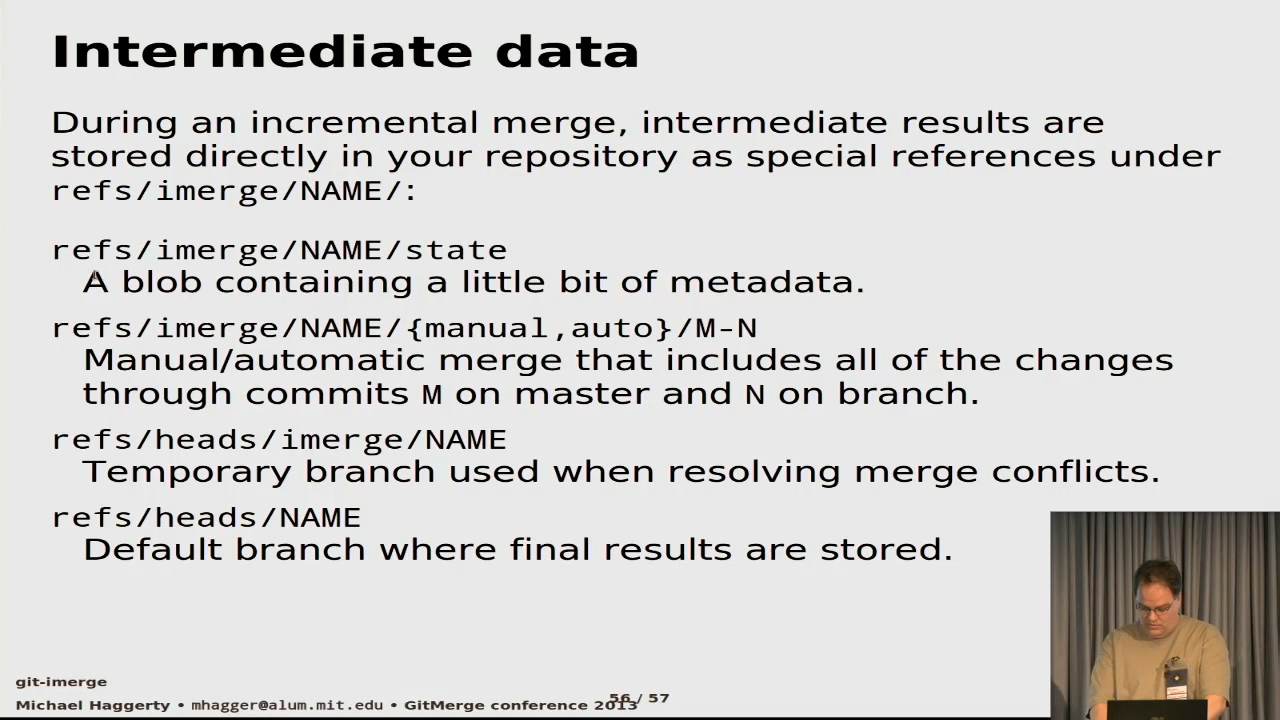 Intermediate data
During an incremental merge, intermediate results are
stored directly in your repository as special references under
refs/imerge/NAME/:
refs/imerge/NAME/state
A blob containing a little bit of metadata.
refs/imerge/NAME/{manual,auto}/M-N
Manual/automatic merge that includes all of the changes
through commits M on master and N on branch.
refs/heads/imerge/NAME
Temporary branch used when resolving merge conflicts.
refs/heads/NAME
Default branch where final results are stored.
git-imerge
Michael Haggerty • mhagger@alum.mit.edu • GitMerge conference 2013
56 / 57